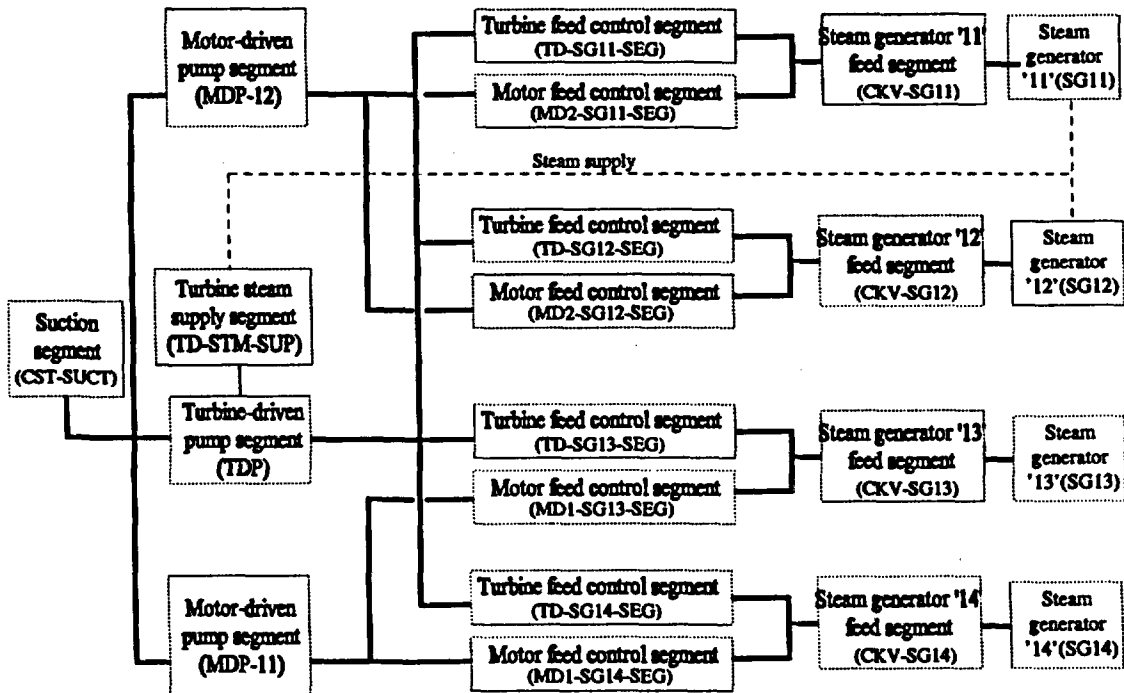 Motor-driven
pump segment
(MDP-12)
Turbine feed control segment
(TD-SG11-SEG)
Motor feed control segment
(MD2-SG11-SEG)
Steam generator '11'
feed segment
(CKV-SG11)
Steam
generator
'11'(SG11)
Steam supply
Turbine feed control segment
(TD-SG12-SEG)
Motor feed control segment
(MD2-SG12-SEG)
Steam generator '12'
feed segment
(CKV-SG12)
Steam
generator
'12'(SG12)
Suction
segment
(CST-SUCT)
Turbine steam
supply segment
(TD-STM-SUP)
Turbine-driven
pump segment
(TDP)
Turbine feed control segment
(TD-SG13-SEG)
Motor feed control segment
(MD1-SG13-SEG)
Steam generator '13'
feed segment
(CKV-SG13)
Steam
generator
'13'(SG13)
Motor-driven
pump segment
(MDP-11)
Turbine feed control segment
(TD-SG14-SEG)
Motor feed control segment
(MD1-SG14-SEG)
Steam generator '14'
feed segment
(CKV-SG14)
Steam
generator
'14'(SG14)